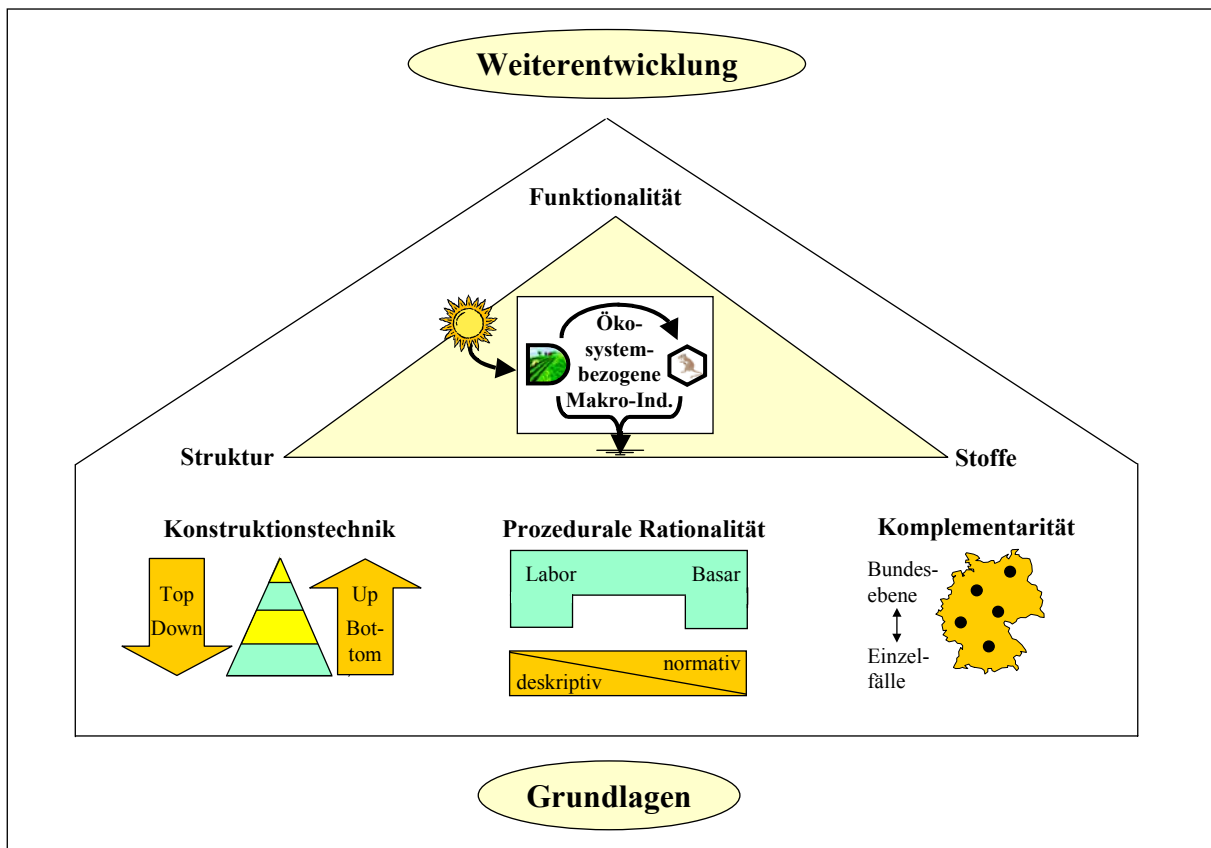 Weiterentwicklung
Funktionalität
Öko-
system-
bezogene
Makro-Ind.
Struktur
Stoffe
Konstruktionstechnik
Top
Down
Up
Bot-
tom
Prozedurale Rationalität
Labor
Basar
normativ
deskriptiv
Komplementarität
Bundes-
ebene
Einzel-
fälle
Grundlagen